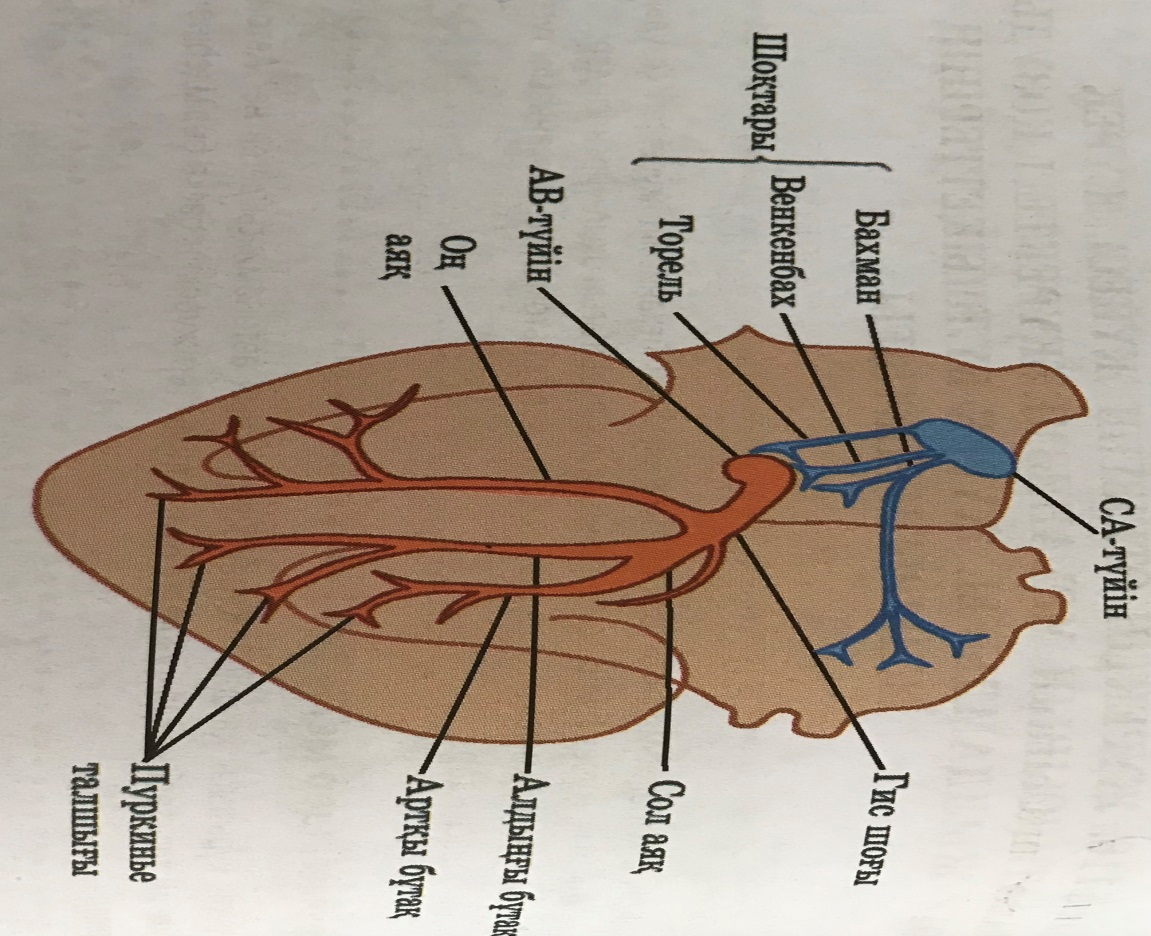 СА-түйін
Шоқтары
Бахман
Венкенбах
Торель
АВ-түйін
Оң
аяқ
Гис шоғы
Сол аяқ
Алдыңғы бұтақ
Артқы бұтақ
Пуркинье
талшығы